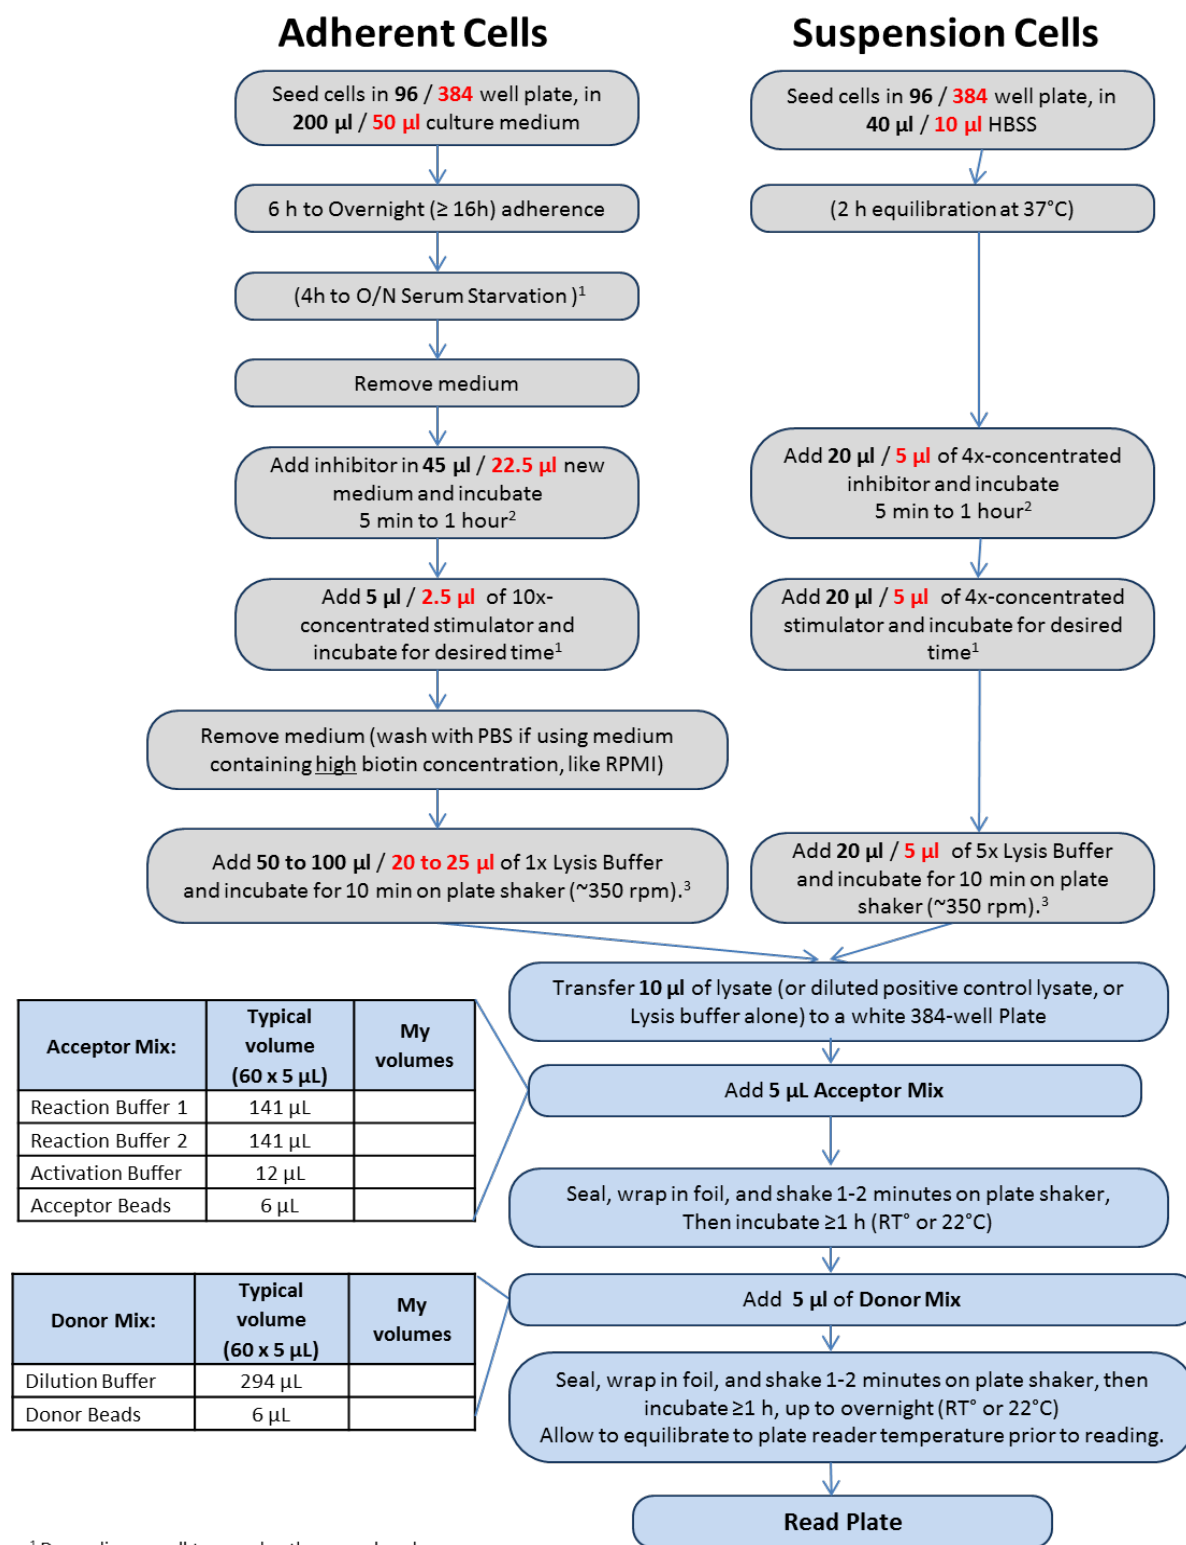 Adherent Cells
Seed cells in 96 / 384 well plate, in
200 µl / 50 µl culture medium
6 h to Overnight (≥ 16h) adherence
(4h to O/N Serum Starvation )1
Remove medium
Add inhibitor in 45 µl / 22.5 µl new
medium and incubate
5 min to 1 hour2
Add 5 µl / 2.5 µl of 10x-
concentrated stimulator and
incubate for desired time1
Remove medium (wash with PBS if using medium
containing high biotin concentration, like RPMI)
Add 50 to 100 µl / 20 to 25 µl of 1x Lysis Buffer
and incubate for 10 min on plate shaker (~350 rpm).3
Suspension Cells
Seed cells in 96 / 384 well plate, in
40 µl / 10 µl HBSS
(2 h equilibration at 37°C)
Add 20 µl / 5 µl of 4x-concentrated
inhibitor and incubate
5 min to 1 hour2
Add 20 µl / 5 µl of 4x-concentrated
stimulator and incubate for desired
time1
Add 20 µl / 5 µl of 5x Lysis Buffer
and incubate for 10 min on plate
shaker (~350 rpm).3
Transfer 10 µl of lysate (or diluted positive control lysate, or
Lysis buffer alone) to a white 384-well Plate
Add 5 µL Acceptor Mix
Acceptor Mix: Typical volume (60 x 5 µL) My volumes
Reaction Buffer 1 141 µL
Reaction Buffer 2 141 µL
Activation Buffer 12 µL
Acceptor Beads 6 µL
Seal, wrap in foil, and shake 1-2 minutes on plate shaker,
Then incubate ≥1 h (RT° or 22°C)
Add 5 µl of Donor Mix
Donor Mix: Typical volume (60 x 5 µL) My volumes
Dilution Buffer 294 µL
Donor Beads 6 µL
Seal, wrap in foil, and shake 1-2 minutes on plate shaker, then
incubate ≥1 h, up to overnight (RT° or 22°C)
Allow to equilibrate to plate reader temperature prior to reading.
Read Plate